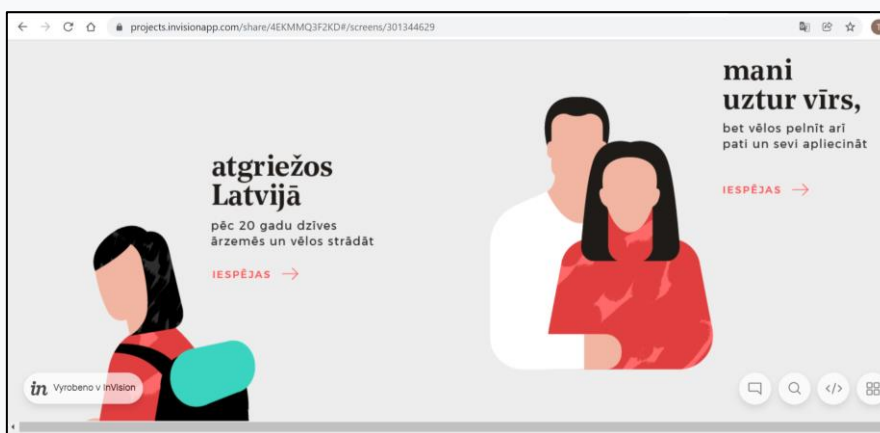 projects.invisionapp.com/share/4EKMMQ3F2KD#/screens/301344629
mani
uztur vīrs,
bet vēlos pelnīt arī
pati un sevi apliecināt
IESPĒJAS →
atgriežos
Latvijā
pēc 20 gadu dzīves
ārzemēs un vēlos strādāt
IESPĒJAS →
in Vyrobeno v InVision